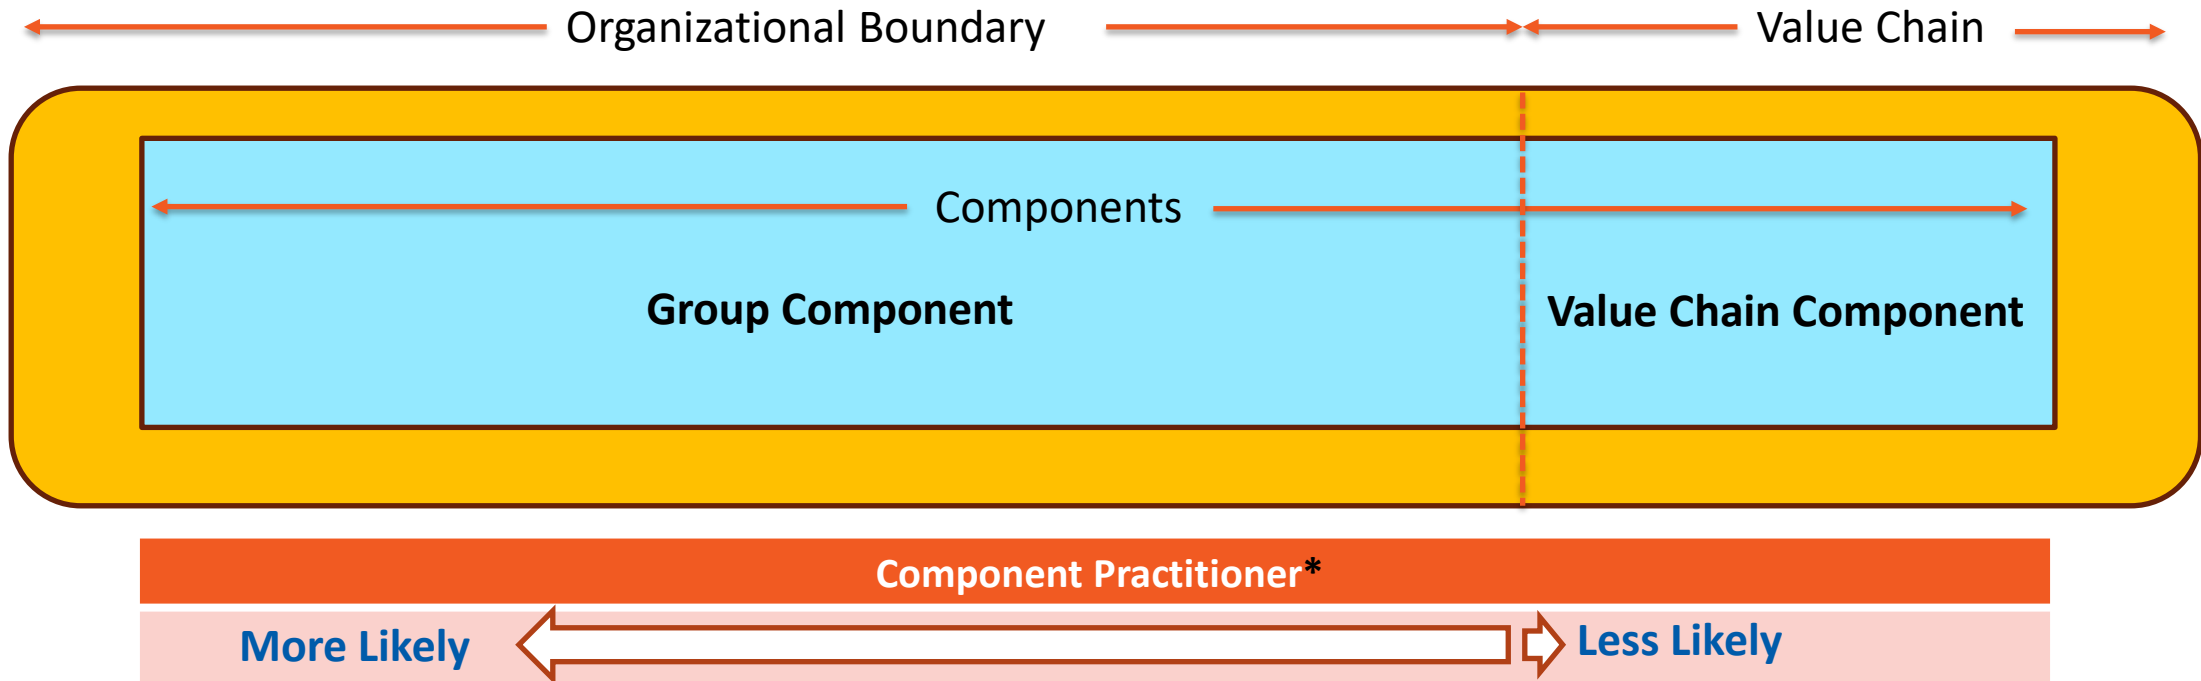 Organizational Boundary
Value Chain
Components
Group Component
Value Chain Component
Component Practitioner*
More Likely
Less Likely